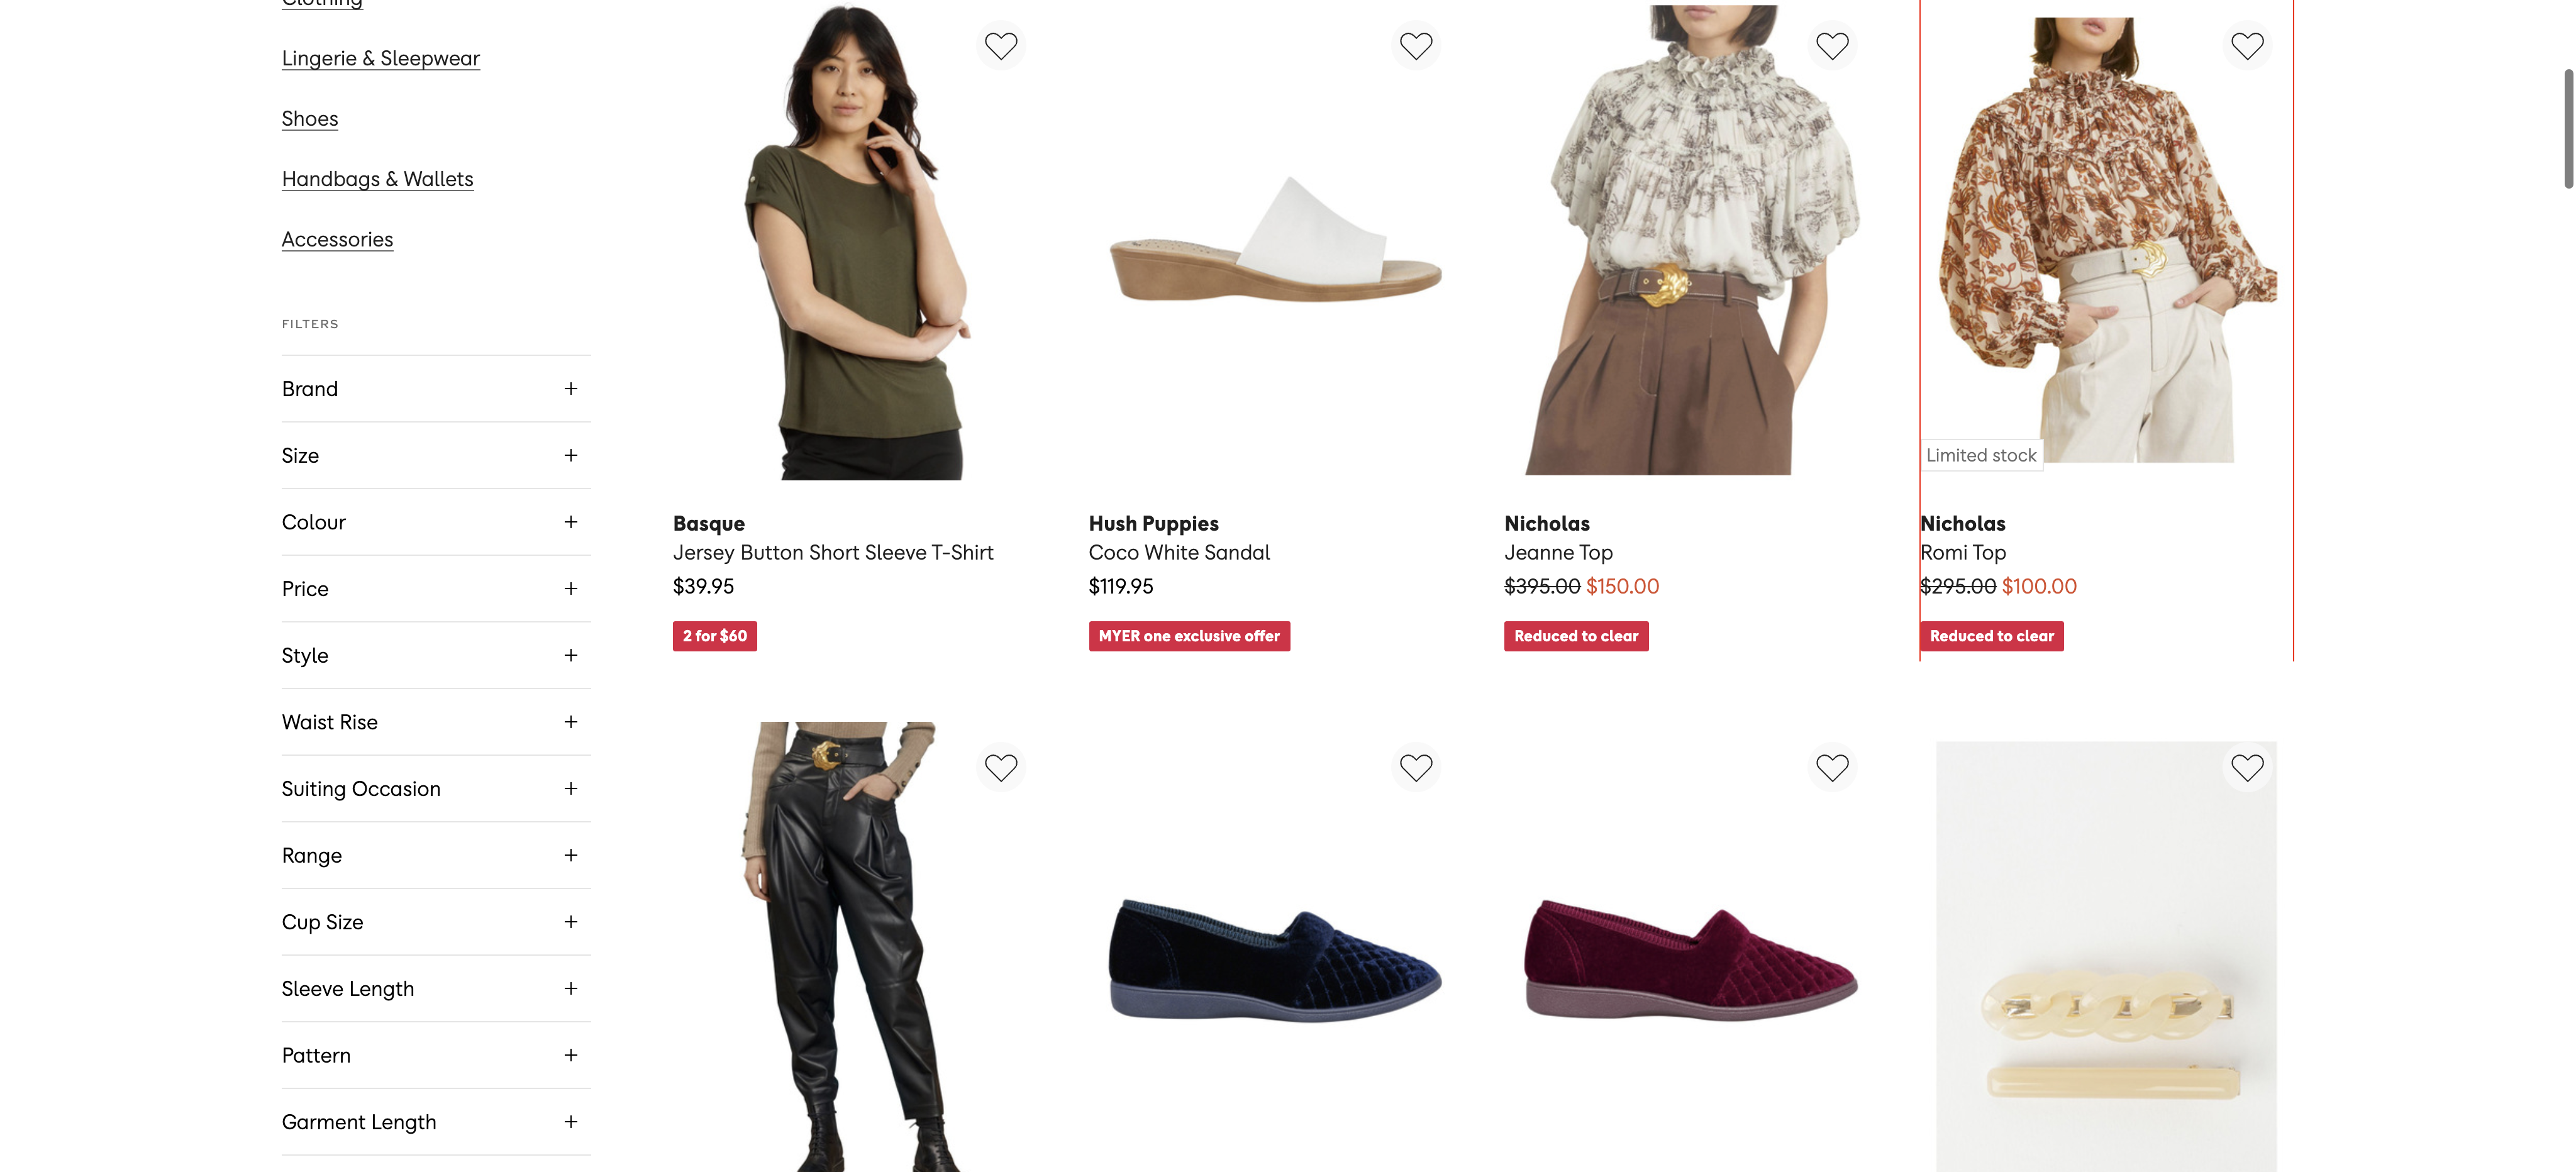 Clothing
Lingerie & Sleepwear
Shoes
Handbags & Wallets
Accessories
FILTERS
Brand
Size
Colour
Price
Style
Waist Rise
Suiting Occasion
Range
Cup Size
Sleeve Length
Pattern
Garment Length
Basque
Jersey Button Short Sleeve T-Shirt
$39.95
2 for $60
Hush Puppies
Coco White Sandal
$119.95
MYER one exclusive offer
Nicholas
Jeanne Top
$395.00 $150.00
Reduced to clear
Limited stock
Nicholas
Romi Top
$295.00 $100.00
Reduced to clear